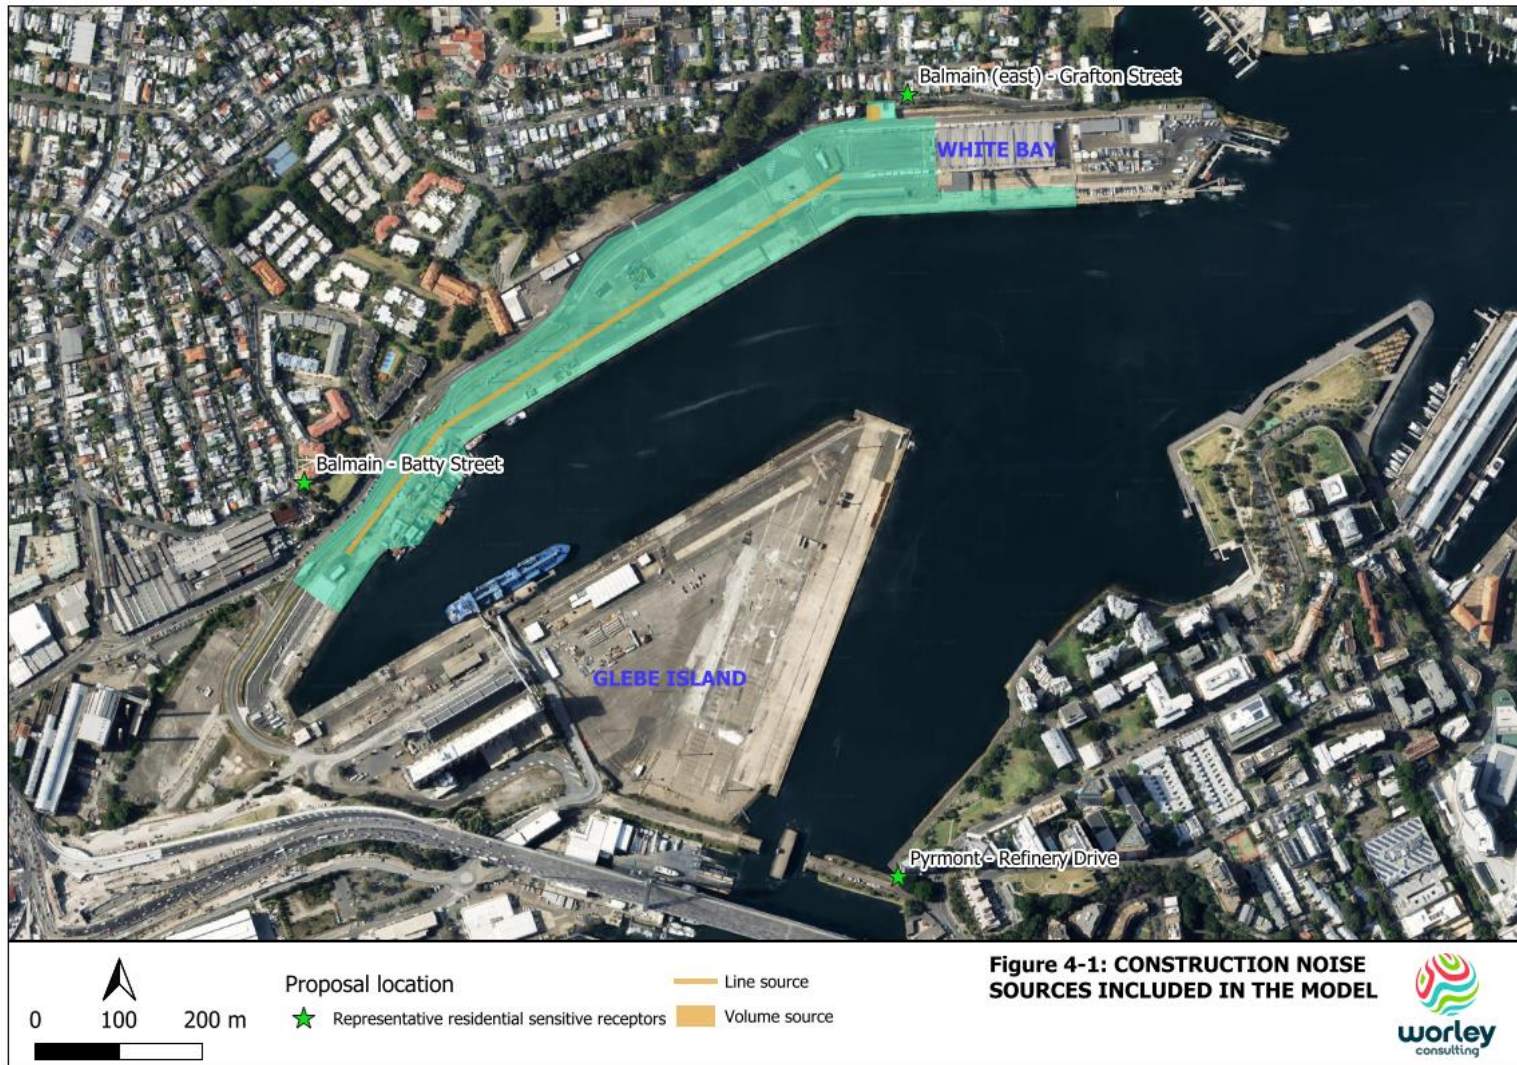 Balmain (east) - Grafton Street
WHITE BAY
Balmain - Batty Street
GLEBE ISLAND
Pyrmont - Refinery Drive
0 100 200 m
Proposal location
Representative residential sensitive receptors
Line source
Volume source
Figure 4-1: CONSTRUCTION NOISE
SOURCES INCLUDED IN THE MODEL
worley
consulting